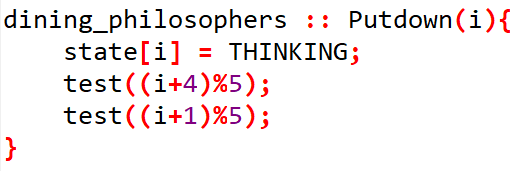 dining_philosophers :: Putdown(i){
    state[i] = THINKING;
    test((i+4)%5);
    test((i+1)%5);
}